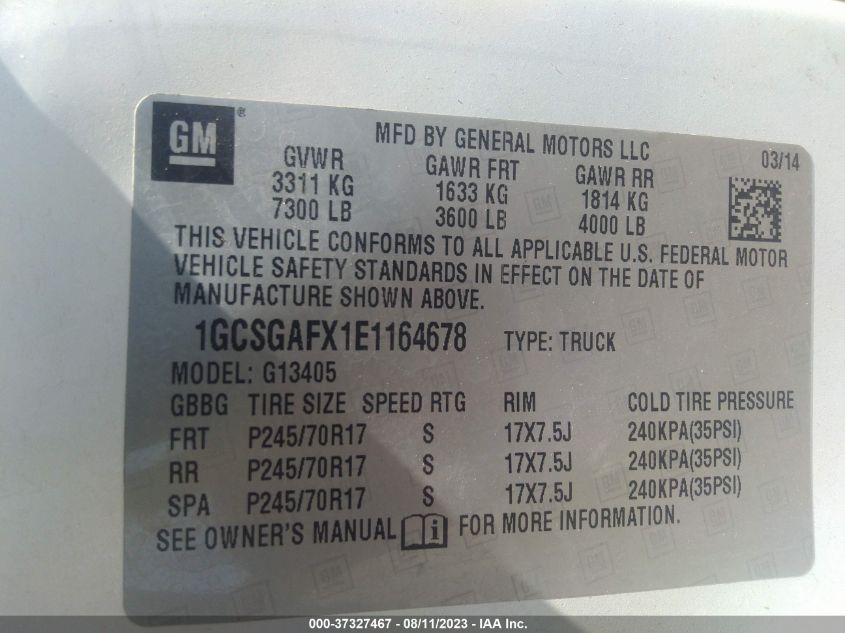 GM ®
MFD BY GENERAL MOTORS LLC
03/14
GVWR GAWR FRT GAWR RR
3311 KG 1633 KG 1814 KG
7300 LB 3600 LB 4000 LB
THIS VEHICLE CONFORMS TO ALL APPLICABLE U.S. FEDERAL MOTOR
VEHICLE SAFETY STANDARDS IN EFFECT ON THE DATE OF
MANUFACTURE SHOWN ABOVE.
1GCSGAFX1E1164678 TYPE: TRUCK
MODEL: G13405
GBBG TIRE SIZE SPEED RTG RIM COLD TIRE PRESSURE
FRT P245/70R17 S 17X7.5J 240KPA(35PSI)
RR P245/70R17 S 17X7.5J 240KPA(35PSI)
SPA P245/70R17 S 17X7.5J 240KPA(35PSI)
SEE OWNER'S MANUAL i FOR MORE INFORMATION.
000-37327467 - 08/11/2023 - IAA Inc.